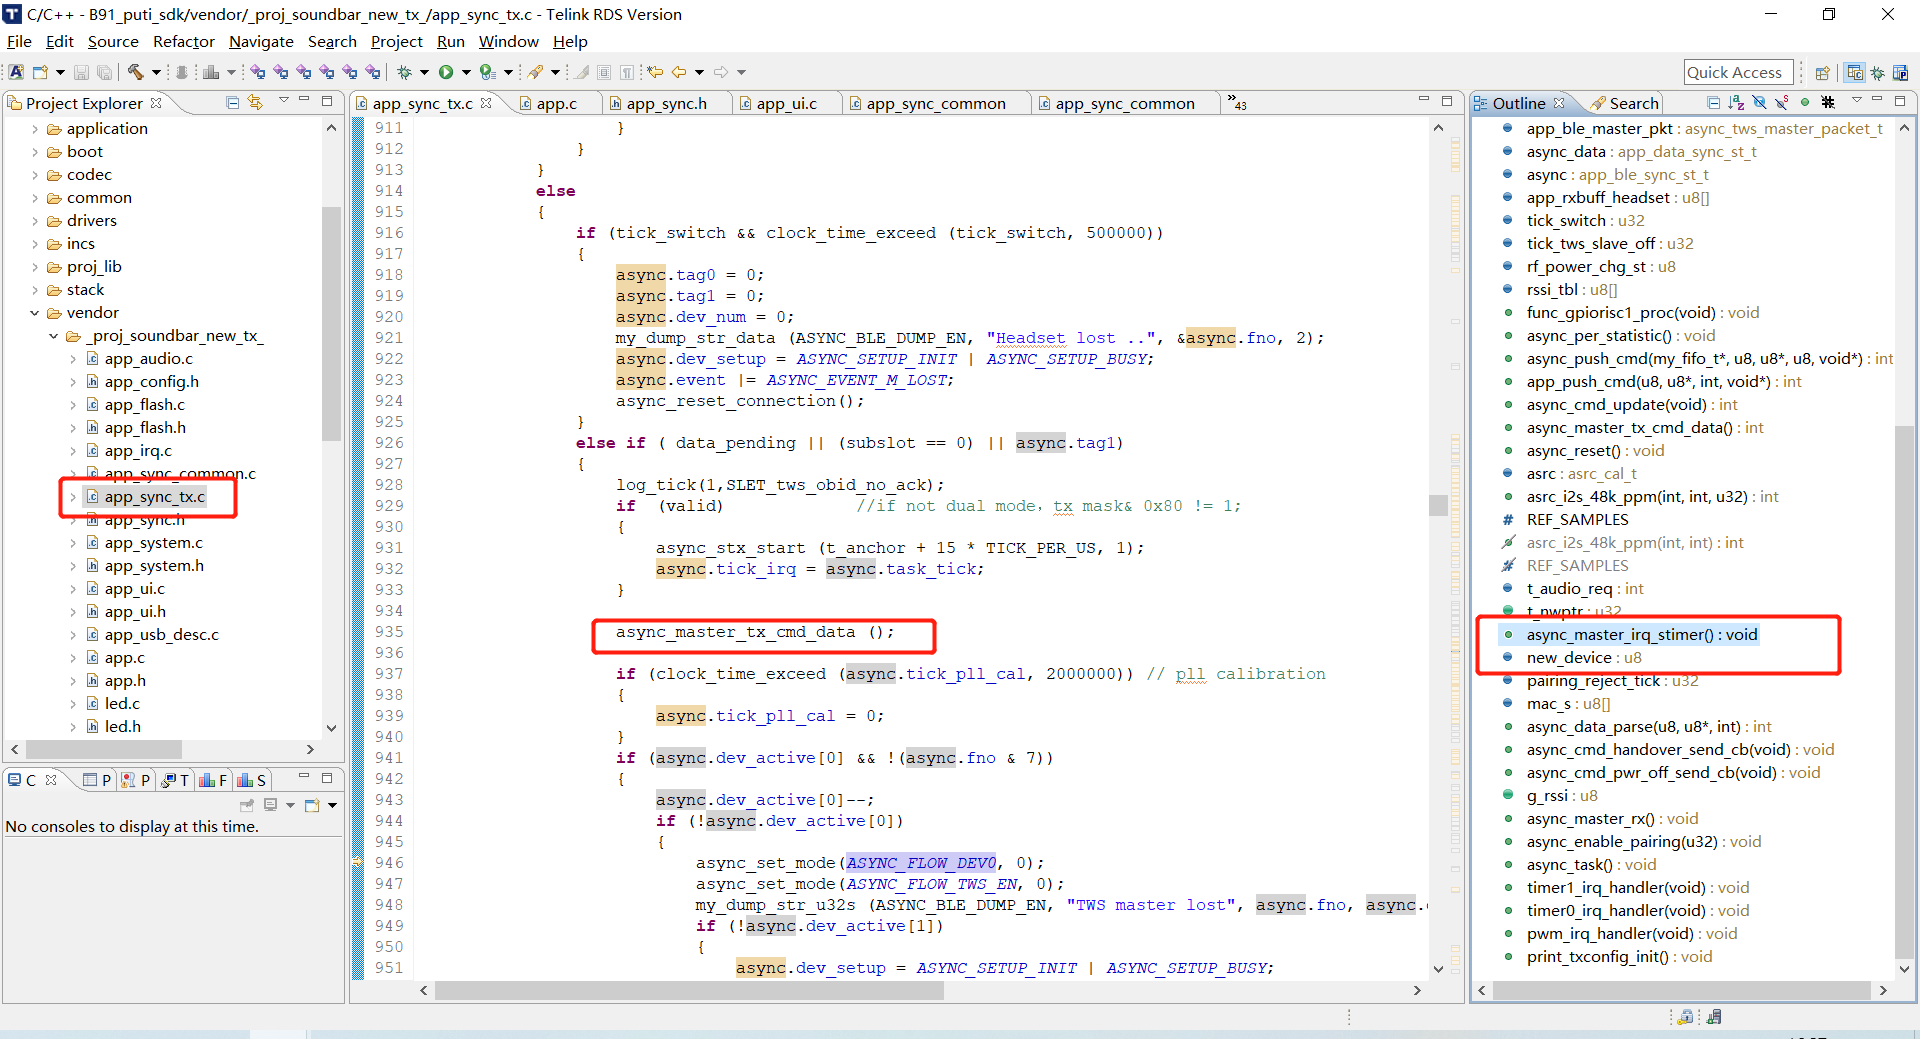 C/C++ - B91_puti_sdk/vendor/_proj_soundbar_new_tx_/app_sync_tx.c - Telink RDS Version
File Edit Source Refactor Navigate Search Project Run Window Help
Quick Access
Project Explorer
application
boot
codec
common
drivers
incs
proj_lib
stack
vendor
_proj_soundbar_new_tx_
app_audio.c
app_config.h
app_flash.c
app_flash.h
app_irq.c
app_sync_common.c
app_sync_tx.c
app_sync.h
app_system.c
app_system.h
app_ui.c
app_ui.h
app_usb_desc.c
app.c
app.h
led.c
led.h
C P P T F S
No consoles to display at this time.
app_sync_tx.c app.c app_sync.h app_ui.c app_sync_common app_sync_common »43
911 }
912 }
913 }
914 else
915 {
916 if (tick_switch && clock_time_exceed (tick_switch, 500000))
917 {
918 async.tag0 = 0;
919 async.tag1 = 0;
920 async.dev_num = 0;
921 my_dump_str_data (ASYNC_BLE_DUMP_EN, "Headset lost ..", &async.fno, 2);
922 async.dev_setup = ASYNC_SETUP_INIT | ASYNC_SETUP_BUSY;
923 async.event |= ASYNC_EVENT_M_LOST;
924 async_reset_connection();
925 }
926 else if ( data_pending || (subslot == 0) || async.tag1)
927 {
928 log_tick(1,SLET_tws_obid_no_ack);
929 if (valid) //if not dual mode，tx mask& 0x80 != 1;
930 {
931 async_stx_start (t_anchor + 15 * TICK_PER_US, 1);
932 async.tick_irq = async.task_tick;
933 }
934
935 async_master_tx_cmd_data ();
936
937 if (clock_time_exceed (async.tick_pll_cal, 2000000)) // pll calibration
938 {
939 async.tick_pll_cal = 0;
940 }
941 if (async.dev_active[0] && !(async.fno & 7))
942 {
943 async.dev_active[0]--;
944 if (!async.dev_active[0])
945 {
946 async_set_mode(ASYNC_FLOW_DEV0, 0);
947 async_set_mode(ASYNC_FLOW_TWS_EN, 0);
948 my_dump_str_u32s (ASYNC_BLE_DUMP_EN, "TWS master lost", async.fno, async.
949 if (!async.dev_active[1])
950 {
951 async.dev_setup = ASYNC_SETUP_INIT | ASYNC_SETUP_BUSY;
Outline Search
app_ble_master_pkt : async_tws_master_packet_t
async_data : app_data_sync_st_t
async : app_ble_sync_st_t
app_rxbuff_headset : u8[]
tick_switch : u32
tick_tws_slave_off : u32
rf_power_chg_st : u8
rssi_tbl : u8[]
func_gpiorisc1_proc(void) : void
async_per_statistic() : void
async_push_cmd(my_fifo_t*, u8, u8*, u8, void*) : int
app_push_cmd(u8, u8*, int, void*) : int
async_cmd_update(void) : int
async_master_tx_cmd_data() : int
async_reset() : void
asrc : asrc_cal_t
asrc_i2s_48k_ppm(int, int, u32) : int
REF_SAMPLES
asrc_i2s_48k_ppm(int, int) : int
REF_SAMPLES
t_audio_req : int
t_nwptr : u32
async_master_irq_stimer() : void
new_device : u8
pairing_reject_tick : u32
mac_s : u8[]
async_data_parse(u8, u8*, int) : int
async_cmd_handover_send_cb(void) : void
async_cmd_pwr_off_send_cb(void) : void
g_rssi : u8
async_master_rx() : void
async_enable_pairing(u32) : void
async_task() : void
timer1_irq_handler(void) : void
timer0_irq_handler(void) : void
pwm_irq_handler(void) : void
print_txconfig_init() : void